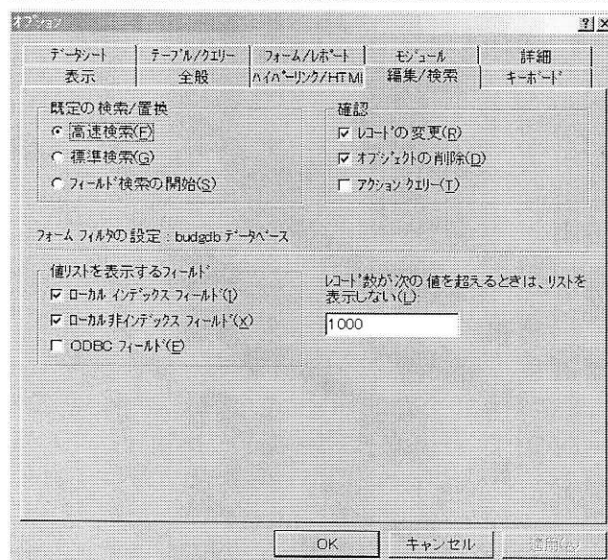 オプション
データシート テーブル/クエリー フォーム/レポート モジュール 詳細
表示 全般 ハイパーリンク/HTML 編集/検索 キーボード
既定の検索/置換
高速検索(F)
標準検索(G)
フィールド検索の開始(S)
確認
レコードの変更(R)
オブジェクトの削除(D)
アクション クエリー(T)
フォーム フィルタの設定 : budgdb データベース
値リストを表示するフィールド
ローカル インデックス フィールド(I)
ローカル非インデックス フィールド(X)
ODBC フィールド(E)
レコード数が次の値を超えるときは、リストを
表示しない(L):
1000
OK キャンセル 適用(A)